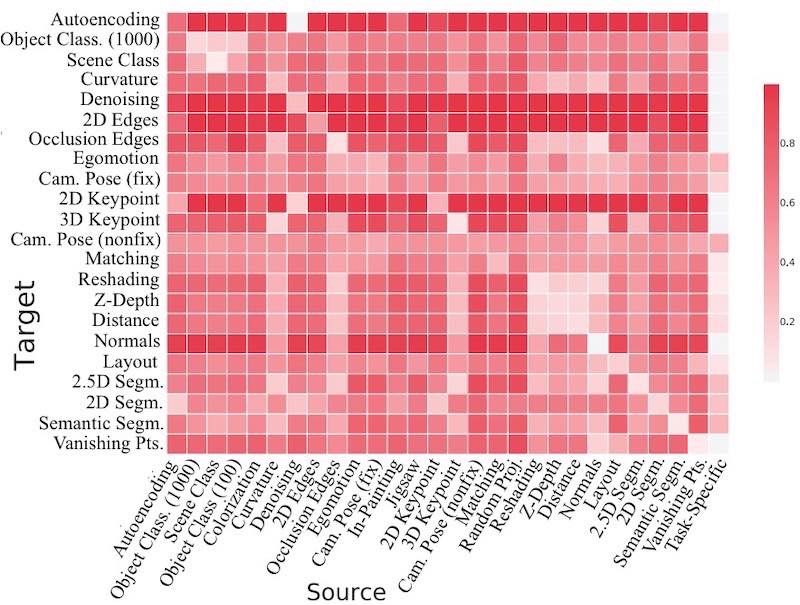 Autoencoding
Object Class. (1000)
Scene Class
Curvature
Denoising
2D Edges
Occlusion Edges
Egomotion
Cam. Pose (fix)
2D Keypoint
3D Keypoint
Cam. Pose (nonfix)
Matching
Reshading
Z-Depth
Distance
Normals
Layout
2.5D Segm.
2D Segm.
Semantic Segm.
Vanishing Pts.
Target
Autoencoding
Object Class. (1000)
Scene Class
Object Class (100)
Colorization
Curvature
Denoising
2D Edges
Occlusion Edges
Egomotion
Cam. Pose (fix)
In-Painting
Jigsaw
2D Keypoint
3D Keypoint
Cam. Pose (nonfix)
Matching
Random Proj.
Reshading
Z-Depth
Distance
Normals
Layout
2.5D Segm.
2D Segm.
Semantic Segm.
Vanishing Pts.
Task-Specific
Source
0.8
0.6
0.4
0.2